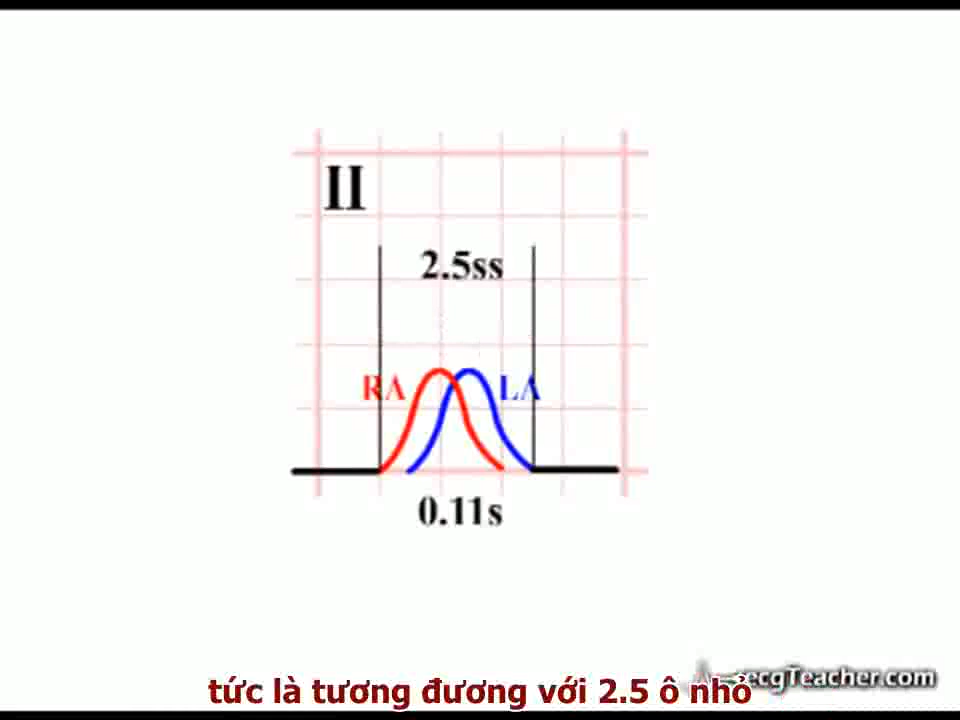 II
2.5ss
RA
LA
0.11s
ecgTeacher.com
tức là tương đương với 2.5 ô nhỏ